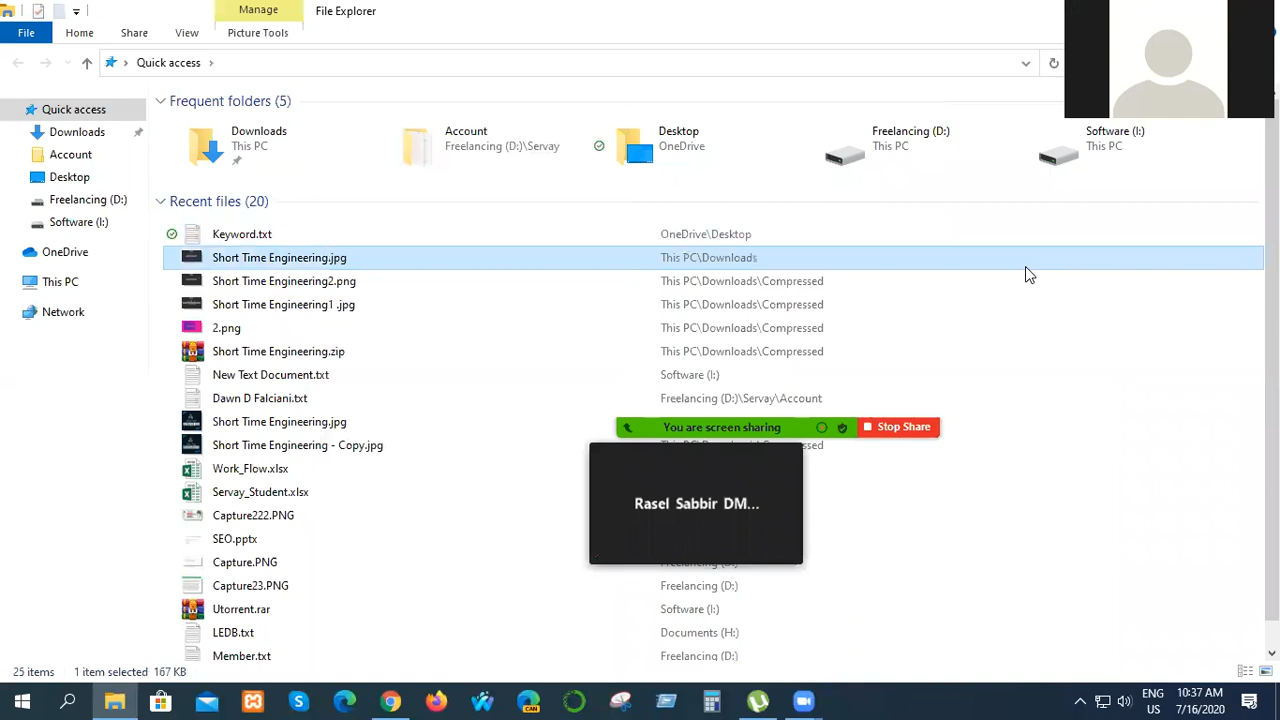 Manage
File Explorer
File
Home
Share
View
Picture Tools
Quick access
Quick access
Downloads
Account
Desktop
Freelancing (D:)
Software (I:)
OneDrive
This PC
Network
Frequent folders (5)
Downloads
This PC
Account
Freelancing (D:)\Servay
Desktop
OneDrive
Freelancing (D:)
This PC
Software (I:)
This PC
Recent files (20)
Keyword.txt OneDrive\Desktop
Short Time Engineering.jpg This PC\Downloads
Short Time Engineering2.png This PC\Downloads\Compressed
Short Time Engineering1 .jpg This PC\Downloads\Compressed
2.png This PC\Downloads\Compressed
Short Time Engineering.zip This PC\Downloads\Compressed
New Text Document.txt Software (I:)
Dawn D Falciani.txt Freelancing (D:)\Servay\Account
Short Time Engineering.jpg
You are screen sharing
Stop Share
Short Time Engineering - Copy.jpg
Work_Flow.xlsx
Servay_Student.xlsx
Rasel Sabbir DM...
Capture222.PNG
SEO.pptx
Capture.PNG
Capture23.PNG Freelancing (D:)
Utorrent.rar Software (I:)
LEDB.txt Documents (H:)
Member.txt Freelancing (D:)
25 items 1 item selected 167 KB
CAN
ENG
US
10:37 AM
7/16/2020